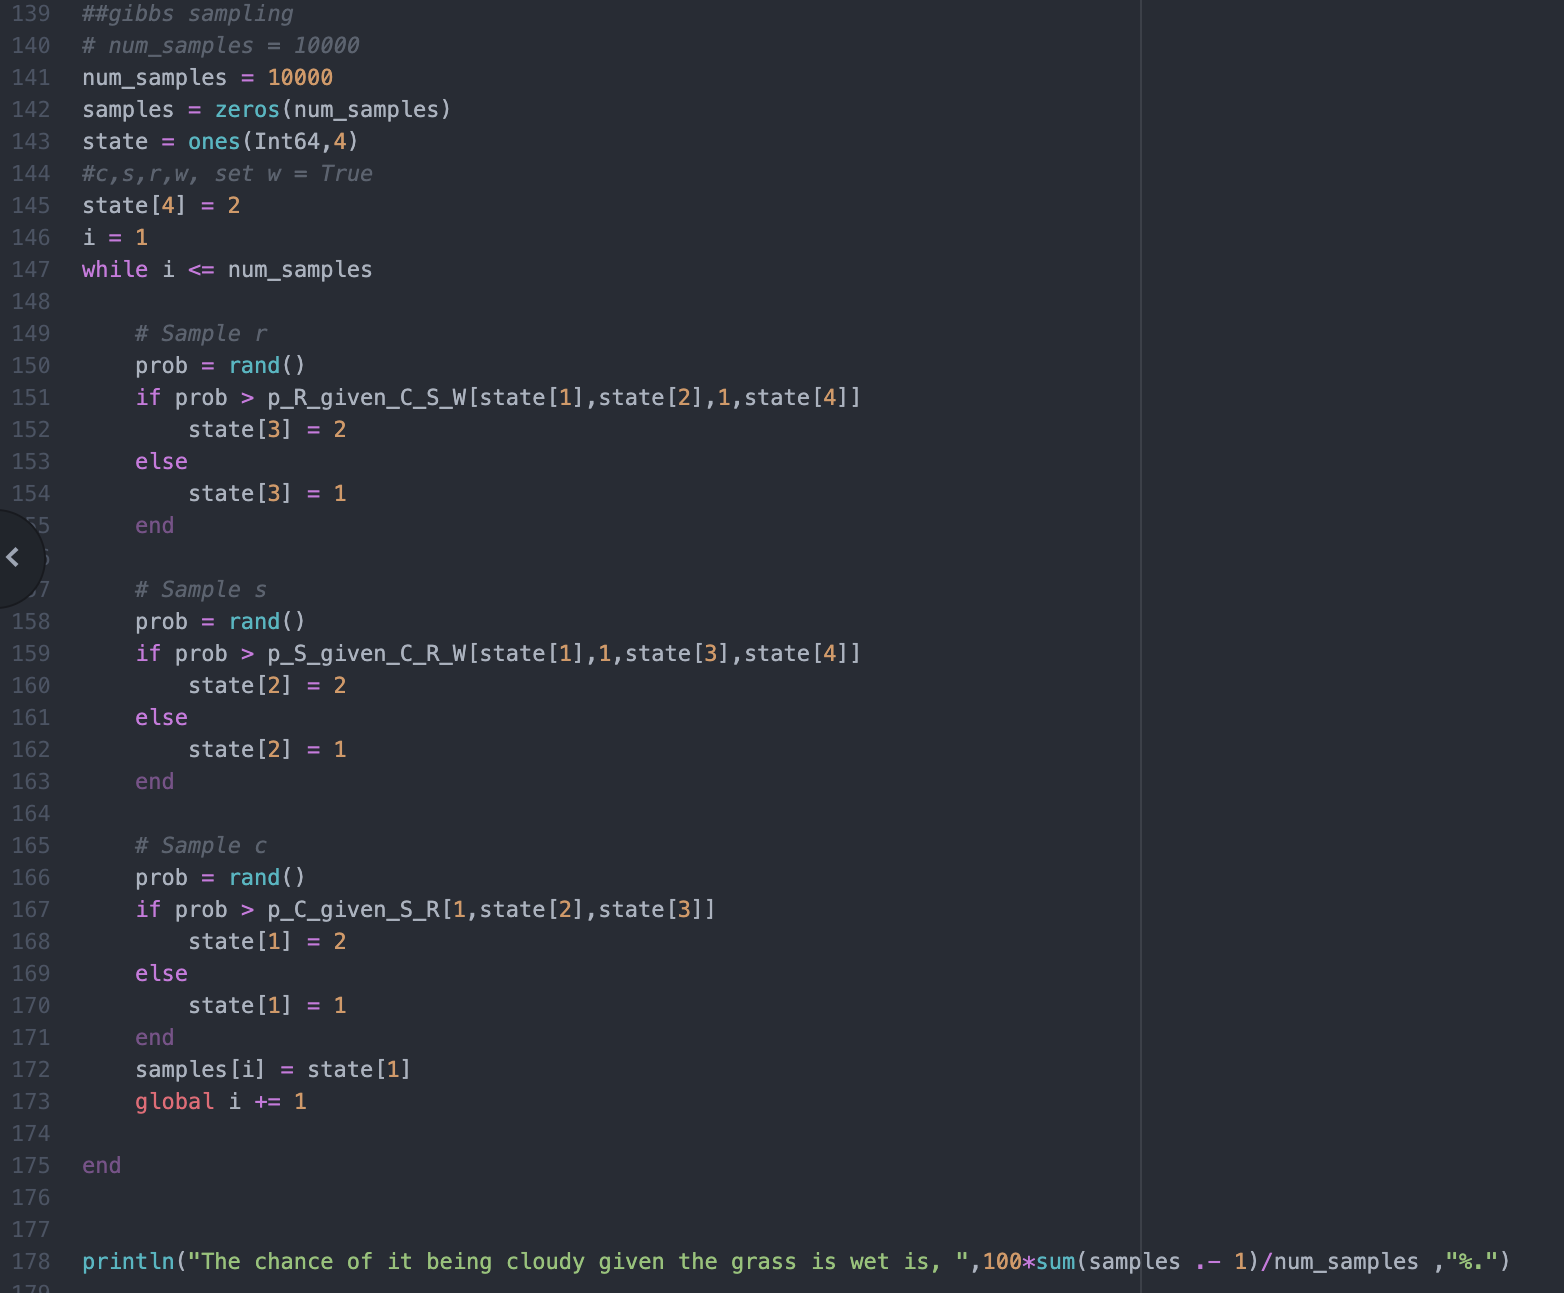 139 ##gibbs sampling
140 # num_samples = 10000
141 num_samples = 10000
142 samples = zeros(num_samples)
143 state = ones(Int64,4)
144 #c,s,r,w, set w = True
145 state[4] = 2
146 i = 1
147 while i <= num_samples
148
149     # Sample r
150     prob = rand()
151     if prob > p_R_given_C_S_W[state[1],state[2],1,state[4]]
152         state[3] = 2
153     else
154         state[3] = 1
55     end
7     # Sample s
158     prob = rand()
159     if prob > p_S_given_C_R_W[state[1],1,state[3],state[4]]
160         state[2] = 2
161     else
162         state[2] = 1
163     end
164
165     # Sample c
166     prob = rand()
167     if prob > p_C_given_S_R[1,state[2],state[3]]
168         state[1] = 2
169     else
170         state[1] = 1
171     end
172     samples[i] = state[1]
173     global i += 1
174
175 end
176
177
178 println("The chance of it being cloudy given the grass is wet is, ",100*sum(samples .- 1)/num_samples ,"%.")
179